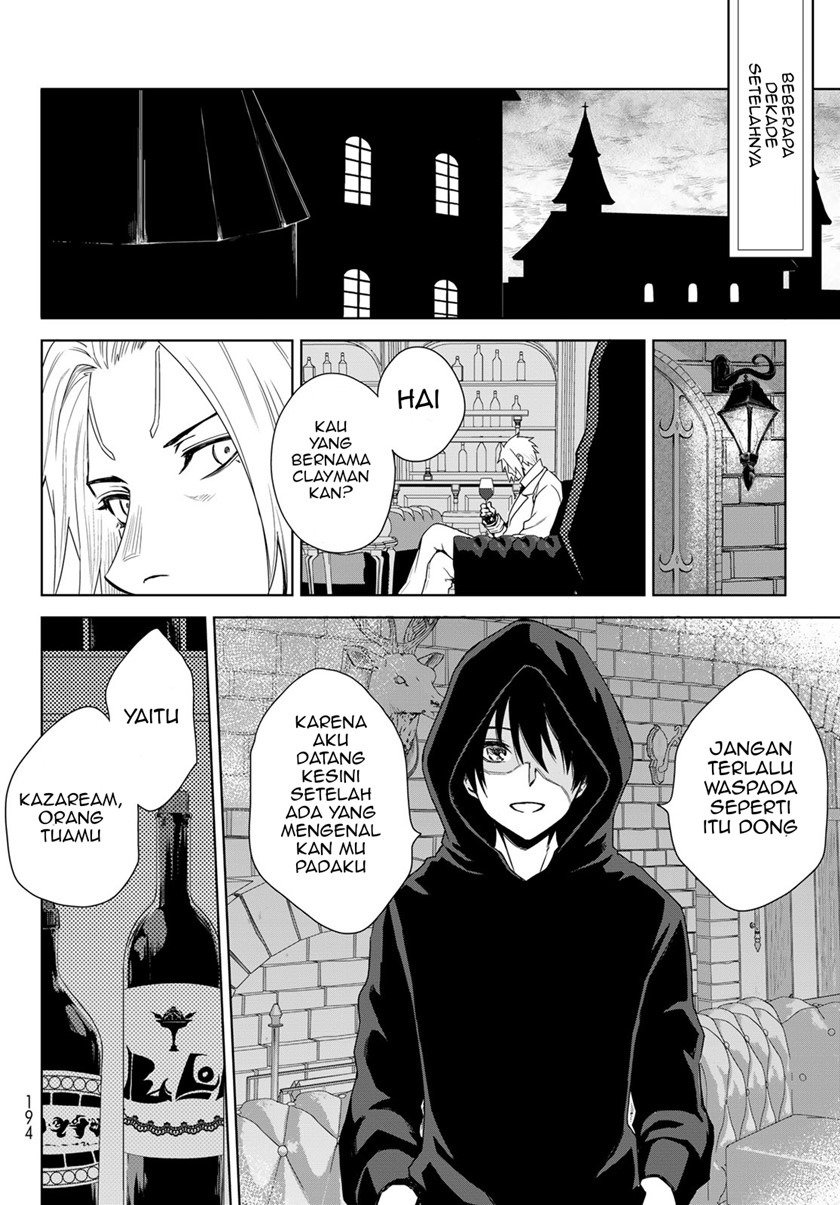 BEBERAPA
DEKADE
SETELAHNYA
HAI
KAU
YANG
BERNAMA
CLAYMAN
KAN?
JANGAN
TERLALU
WASPADA
SEPERTI
ITU DONG
KARENA
AKU
DATANG
KESINI
SETELAH
ADA YANG
MENGENAL
KAN MU
PADAKU
YAITU
KAZAREAM,
ORANG
TUAMU
194